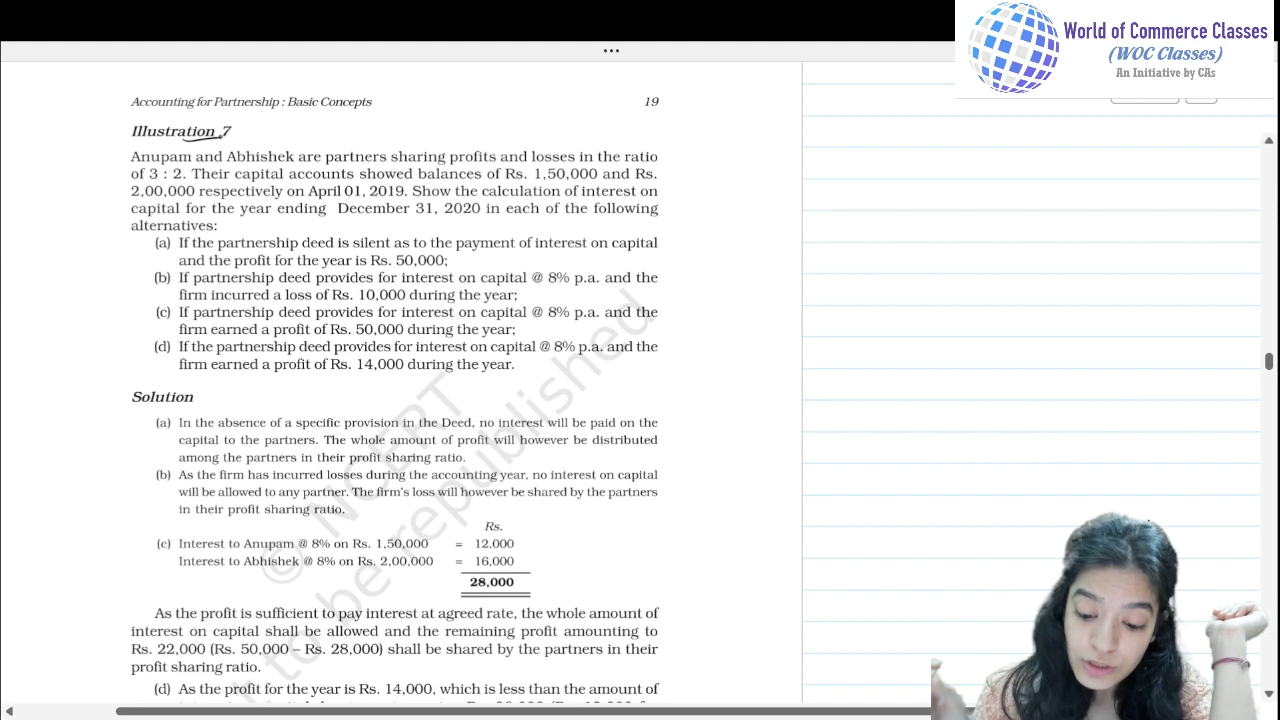 •••
World of Commerce Classes
(WOC Classes)
An Initiative by CAs
Accounting for Partnership : Basic Concepts 19
Illustration 7
Anupam and Abhishek are partners sharing profits and losses in the ratio
of 3 : 2. Their capital accounts showed balances of Rs. 1,50,000 and Rs.
2,00,000 respectively on April 01, 2019. Show the calculation of interest on
capital for the year ending December 31, 2020 in each of the following
alternatives:
(a) If the partnership deed is silent as to the payment of interest on capital
and the profit for the year is Rs. 50,000;
(b) If partnership deed provides for interest on capital @ 8% p.a. and the
firm incurred a loss of Rs. 10,000 during the year;
(c) If partnership deed provides for interest on capital @ 8% p.a. and the
firm earned a profit of Rs. 50,000 during the year;
(d) If the partnership deed provides for interest on capital @ 8% p.a. and the
firm earned a profit of Rs. 14,000 during the year.
Solution
(a) In the absence of a specific provision in the Deed, no interest will be paid on the
capital to the partners. The whole amount of profit will however be distributed
among the partners in their profit sharing ratio.
(b) As the firm has incurred losses during the accounting year, no interest on capital
will be allowed to any partner. The firm's loss will however be shared by the partners
in their profit sharing ratio.
Rs.
(c) Interest to Anupam @ 8% on Rs. 1,50,000 = 12,000
Interest to Abhishek @ 8% on Rs. 2,00,000 = 16,000
28,000
As the profit is sufficient to pay interest at agreed rate, the whole amount of
interest on capital shall be allowed and the remaining profit amounting to
Rs. 22,000 (Rs. 50,000 – Rs. 28,000) shall be shared by the partners in their
profit sharing ratio.
(d) As the profit for the year is Rs. 14,000, which is less than the amount of
© NCERT
to be republished